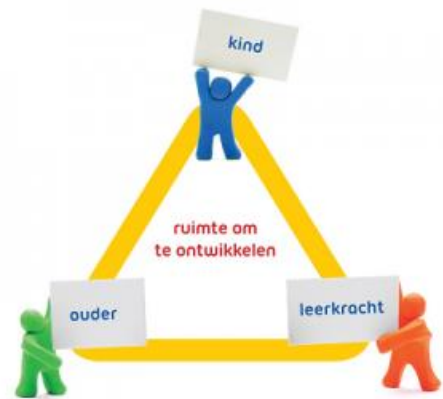 kind
ruimte om
te ontwikkelen
ouder
leerkracht